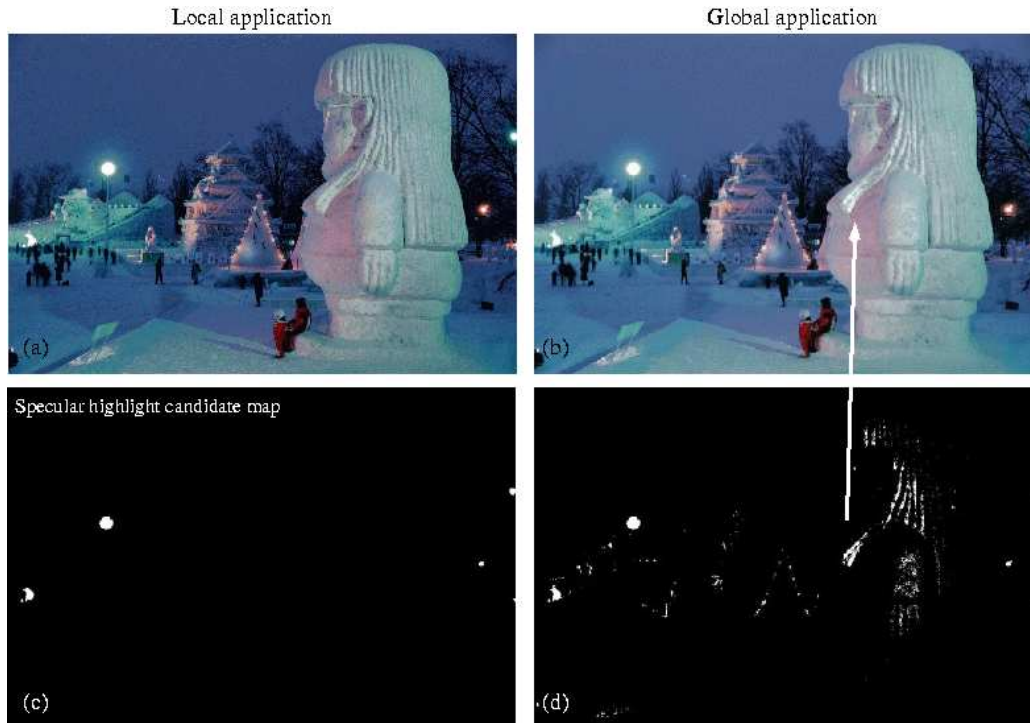 Local application
Global application
(a)
(b)
Specular highlight candidate map
(c)
(d)